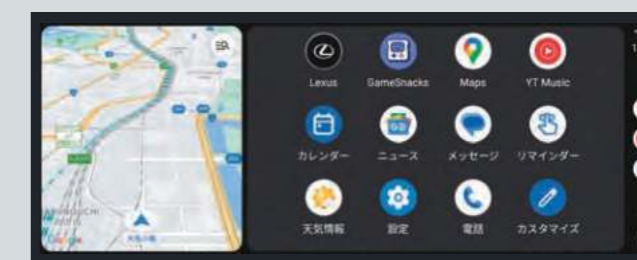 Lexus GameSnacks Maps YT Music
カレンダー ニュース メッセージ リマインダー
天気情報 設定 電話 カスタマイズ
Google